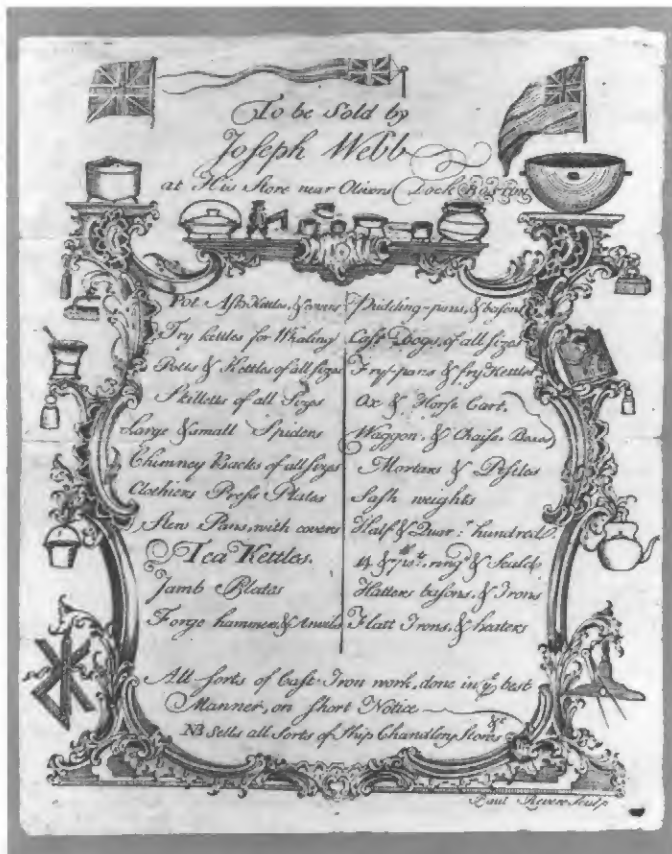 To be Sold by
Joseph Webb
at His Store near Olivers Dock BOSTON
Pot Ash Kettles, & covers
Try kettles for Whaling
Potts & Kettles of all sizes
Skillets of all Sizes
Large & small Spiders
Chimney Backs of all sizes
Clothiers Press Plates
Stew Pans, with covers
Tea Kettles.
Jamb Plates
Forge hammers, & Anvils
Pudding-pans, & basons
Cast Dogs, of all sizes
Fry-pans & fry Kettles
Ox & Horse Cart,
Waggon, & Chaise Boxes
Mortars & Pestles
Sash weights
Half & Quar.r hundred
14 & 7
Hatters basons, & Irons
Flatt Irons, & heaters
All sorts of Cast-Iron work, done in ye best
Manner, on short Notice
NB Sells all Sorts of Ship Chandlery Stores &c
Paul Revere Sculp